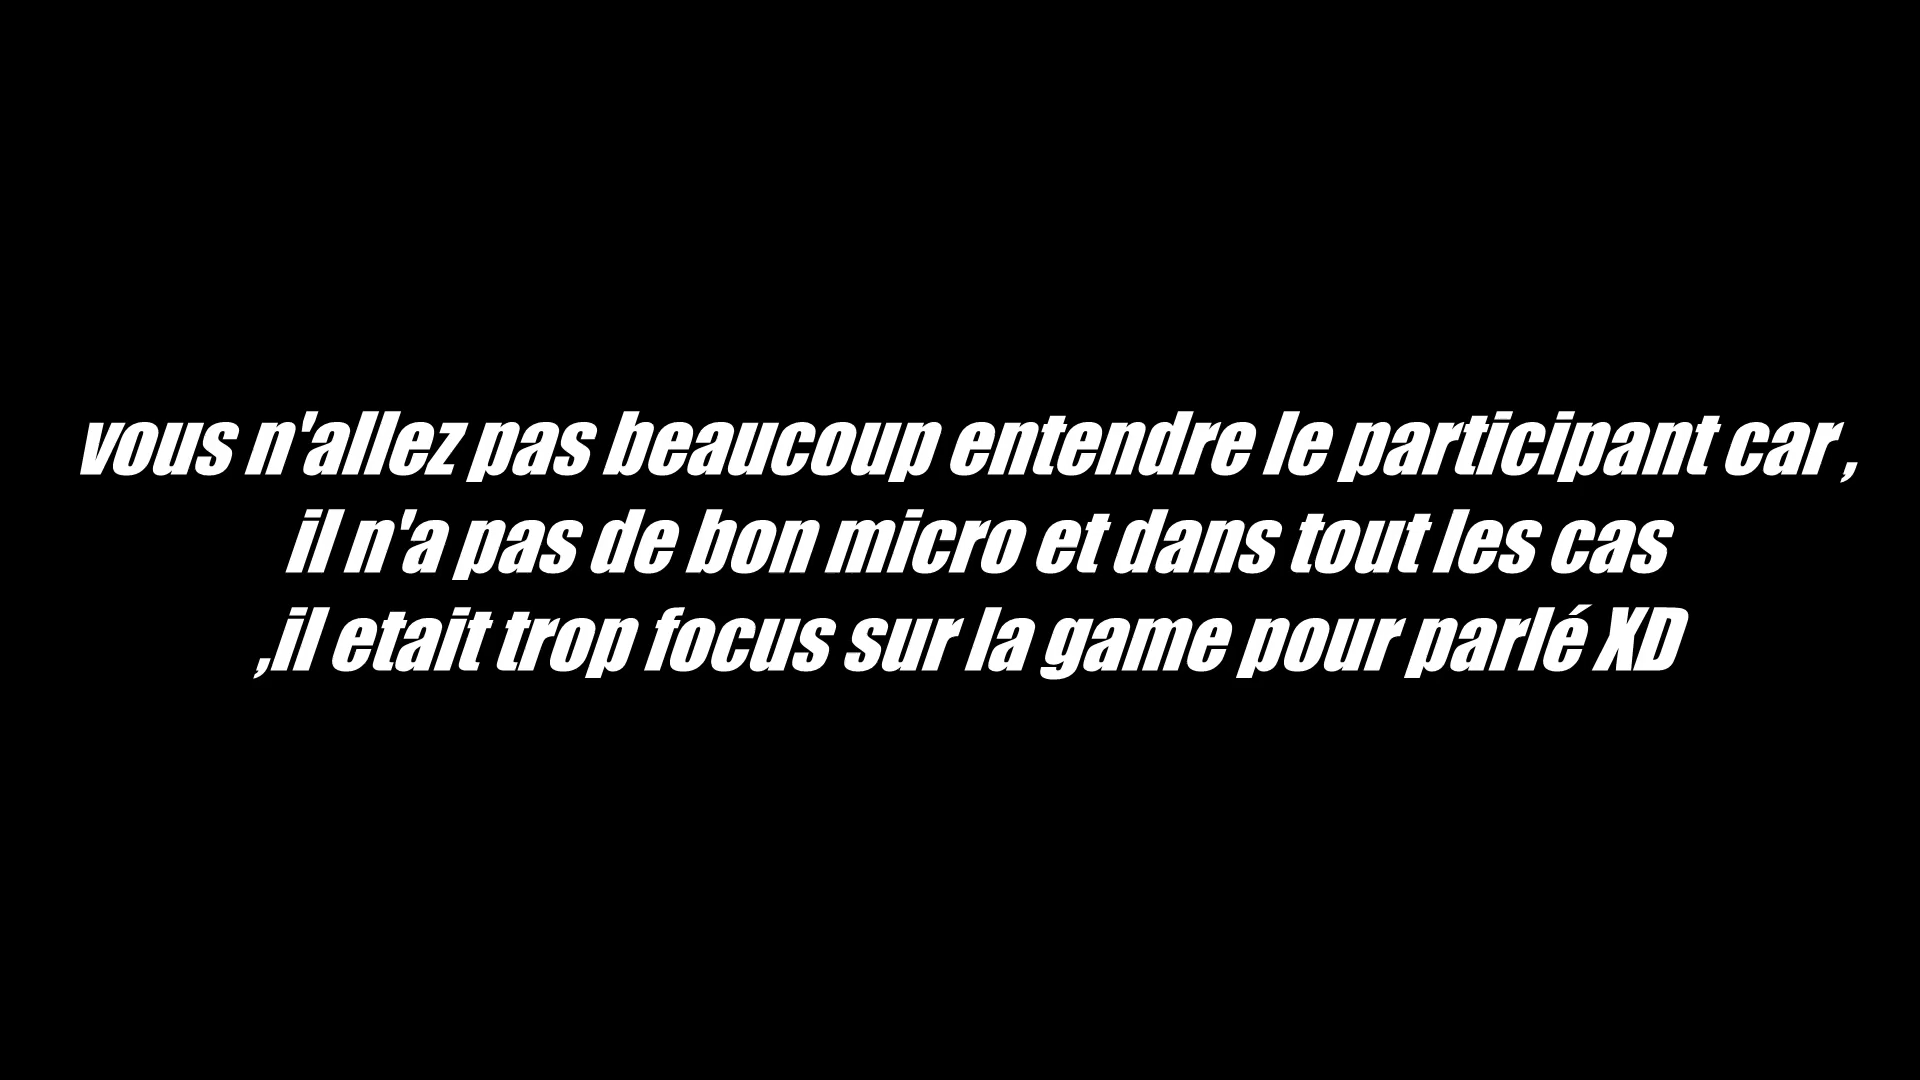 vous n'allez pas beaucoup entendre le participant car ,
il n'a pas de bon micro et dans tout les cas
,il etait trop focus sur la game pour parlé XD